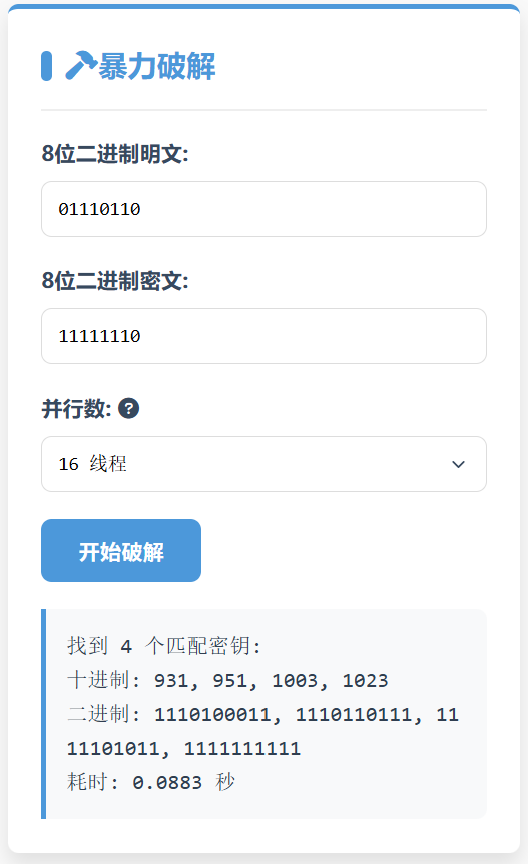 暴力破解
8位二进制明文:
01110110
8位二进制密文:
11111110
并行数: ?
16 线程
开始破解
找到 4 个匹配密钥:
十进制: 931, 951, 1003, 1023
二进制: 1110100011, 1110110111, 11
11101011, 1111111111
耗时: 0.0883 秒